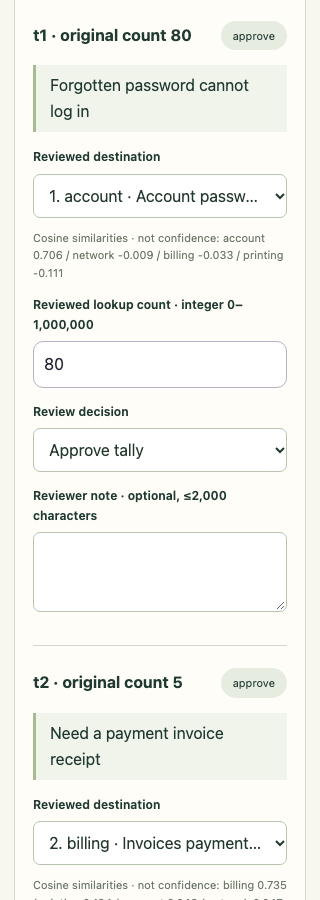 t1 · original count 80
approve
Forgotten password cannot
log in
Reviewed destination
1. account · Account passw...
Cosine similarities · not confidence: account
0.706 / network -0.009 / billing -0.033 / printing
-0.111
Reviewed lookup count · integer 0–
1,000,000
80
Review decision
Approve tally
Reviewer note · optional, ≤2,000
characters
t2 · original count 5
approve
Need a payment invoice
receipt
Reviewed destination
2. billing · Invoices payment...
Cosine similarities · not confidence: billing 0.735